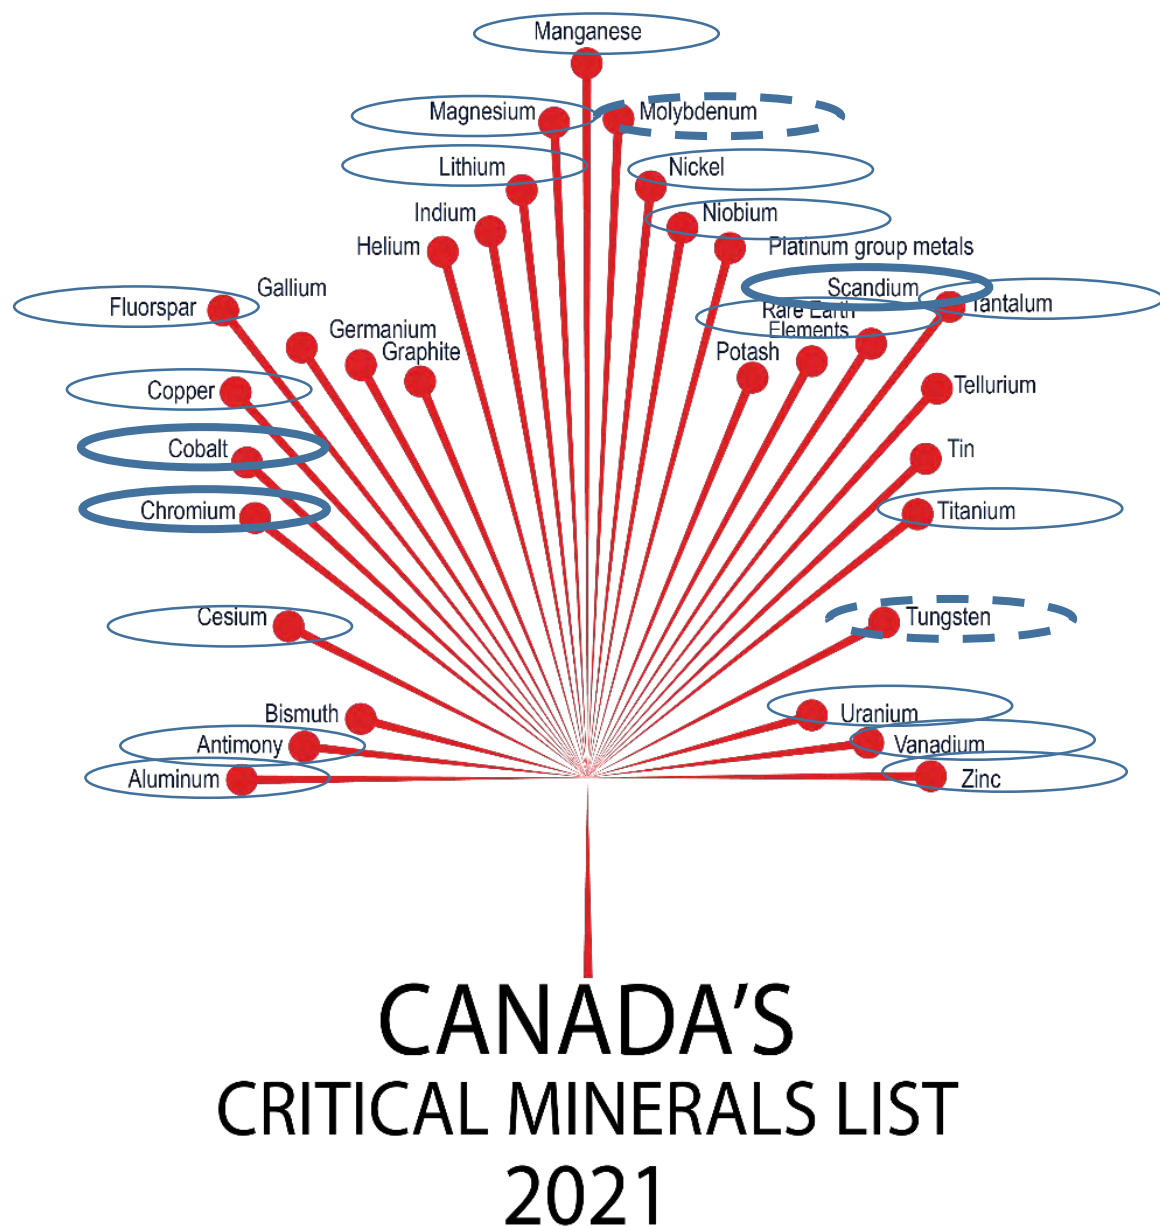 Manganese
Magnesium
Molybdenum
Lithium
Nickel
Indium
Niobium
Helium
Platinum group metals
Gallium
Scandium
Fluorspar
Tantalum
Rare Earth
Elements
Germanium
Graphite
Potash
Copper
Tellurium
Cobalt
Tin
Chromium
Titanium
Cesium
Tungsten
Bismuth
Uranium
Antimony
Vanadium
Aluminum
Zinc
CANADA'S
CRITICAL MINERALS LIST
2021